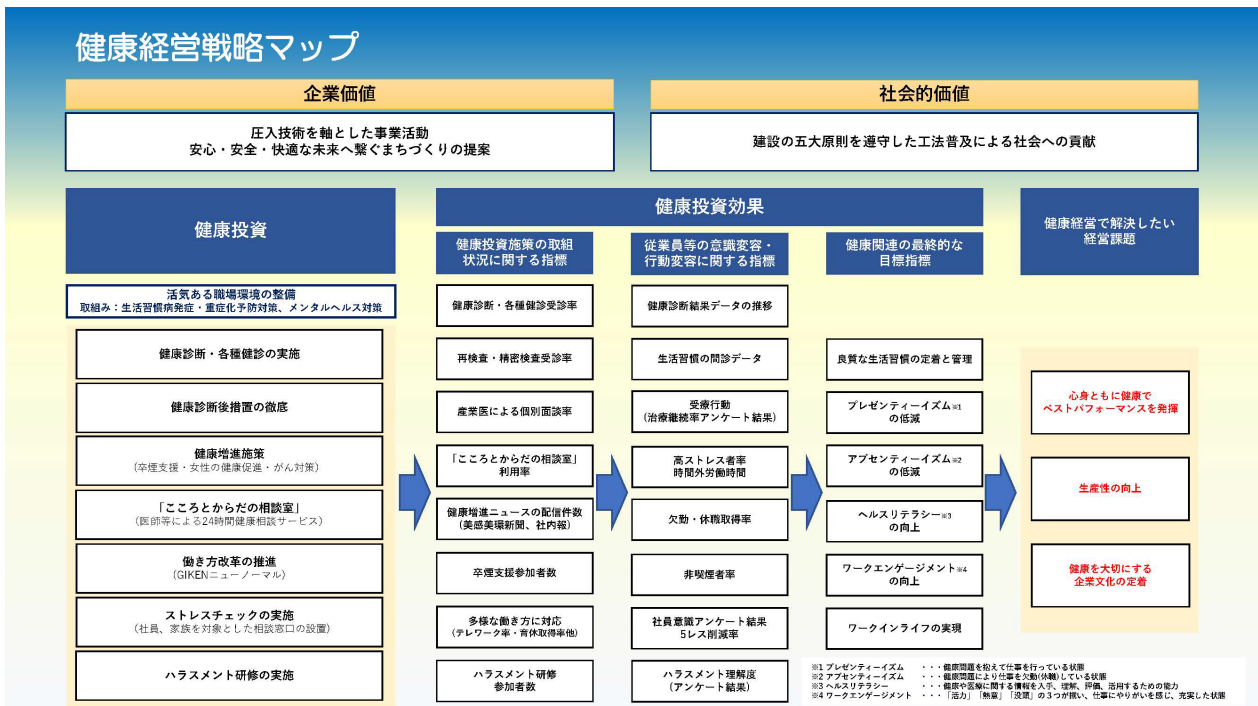 健康経営戦略マップ
企業価値
圧入技術を軸とした事業活動
安心・安全・快適な未来へ繋ぐまちづくりの提案
社会的価値
建設の五大原則を遵守した工法普及による社会への貢献
健康投資
活気ある職場環境の整備
取組み：生活習慣病発症・重症化予防対策、メンタルヘルス対策
健康診断・各種健診の実施
健康診断後措置の徹底
健康増進施策
(卒煙支援・女性の健康促進・がん対策)
「こころとからだの相談室」
(医師等による24時間健康相談サービス)
働き方改革の推進
(GIKENニューノーマル)
ストレスチェックの実施
(社員、家族を対象とした相談窓口の設置)
ハラスメント研修の実施
健康投資効果
健康投資施策の取組
状況に関する指標
健康診断・各種健診受診率
再検査・精密検査受診率
産業医による個別面談率
「こころとからだの相談室」
利用率
健康増進ニュースの配信件数
(美感美環新聞、社内報)
卒煙支援参加者数
多様な働き方に対応
(テレワーク率・育休取得率他)
ハラスメント研修
参加者数
従業員等の意識変容・
行動変容に関する指標
健康診断結果データの推移
生活習慣の問診データ
受療行動
(治療継続率アンケート結果)
高ストレス者率
時間外労働時間
欠勤・休職取得率
非喫煙者率
社員意識アンケート結果
5レス削減率
ハラスメント理解度
(アンケート結果)
健康関連の最終的な
目標指標
良質な生活習慣の定着と管理
プレゼンティーイズム※1
の低減
アブセンティーイズム※2
の低減
ヘルスリテラシー※3
の向上
ワークエンゲージメント※4
の向上
ワークインライフの実現
健康経営で解決したい
経営課題
心身ともに健康で
ベストパフォーマンスを発揮
生産性の向上
健康を大切にする
企業文化の定着
※1 プレゼンティーイズム ・・・健康問題を抱えて仕事を行っている状態
※2 アブセンティーイズム ・・・健康問題により仕事を欠勤(休職)している状態
※3 ヘルスリテラシー ・・・健康や医療に関する情報を入手、理解、評価、活用するための能力
※4 ワークエンゲージメント ・・・「活力」「熱意」「没頭」の３つが揃い、仕事にやりがいを感じ、充実した状態